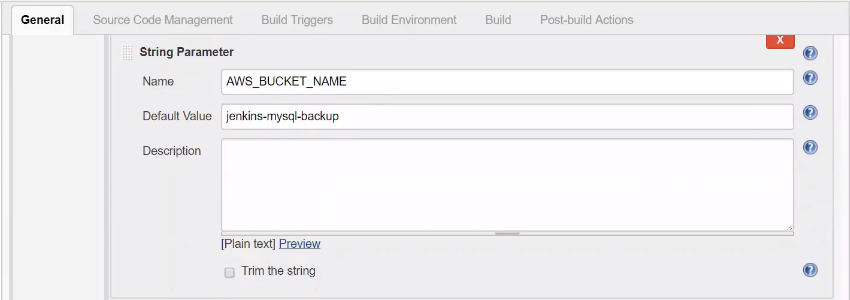 General Source Code Management Build Triggers Build Environment Build Post-build Actions
String Parameter
X
?
Name AWS_BUCKET_NAME ?
Default Value jenkins-mysql-backup ?
Description ?
[Plain text] Preview
Trim the string ?